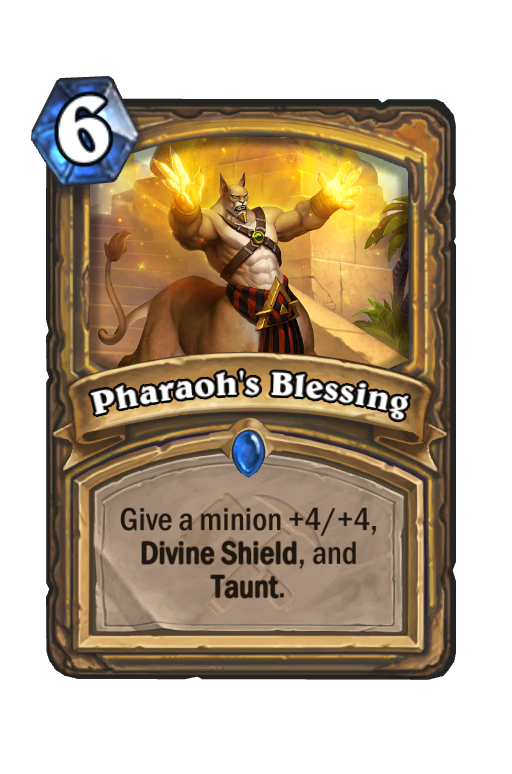 6
Pharaoh's Blessing
Give a minion +4/+4,
Divine Shield, and
Taunt.